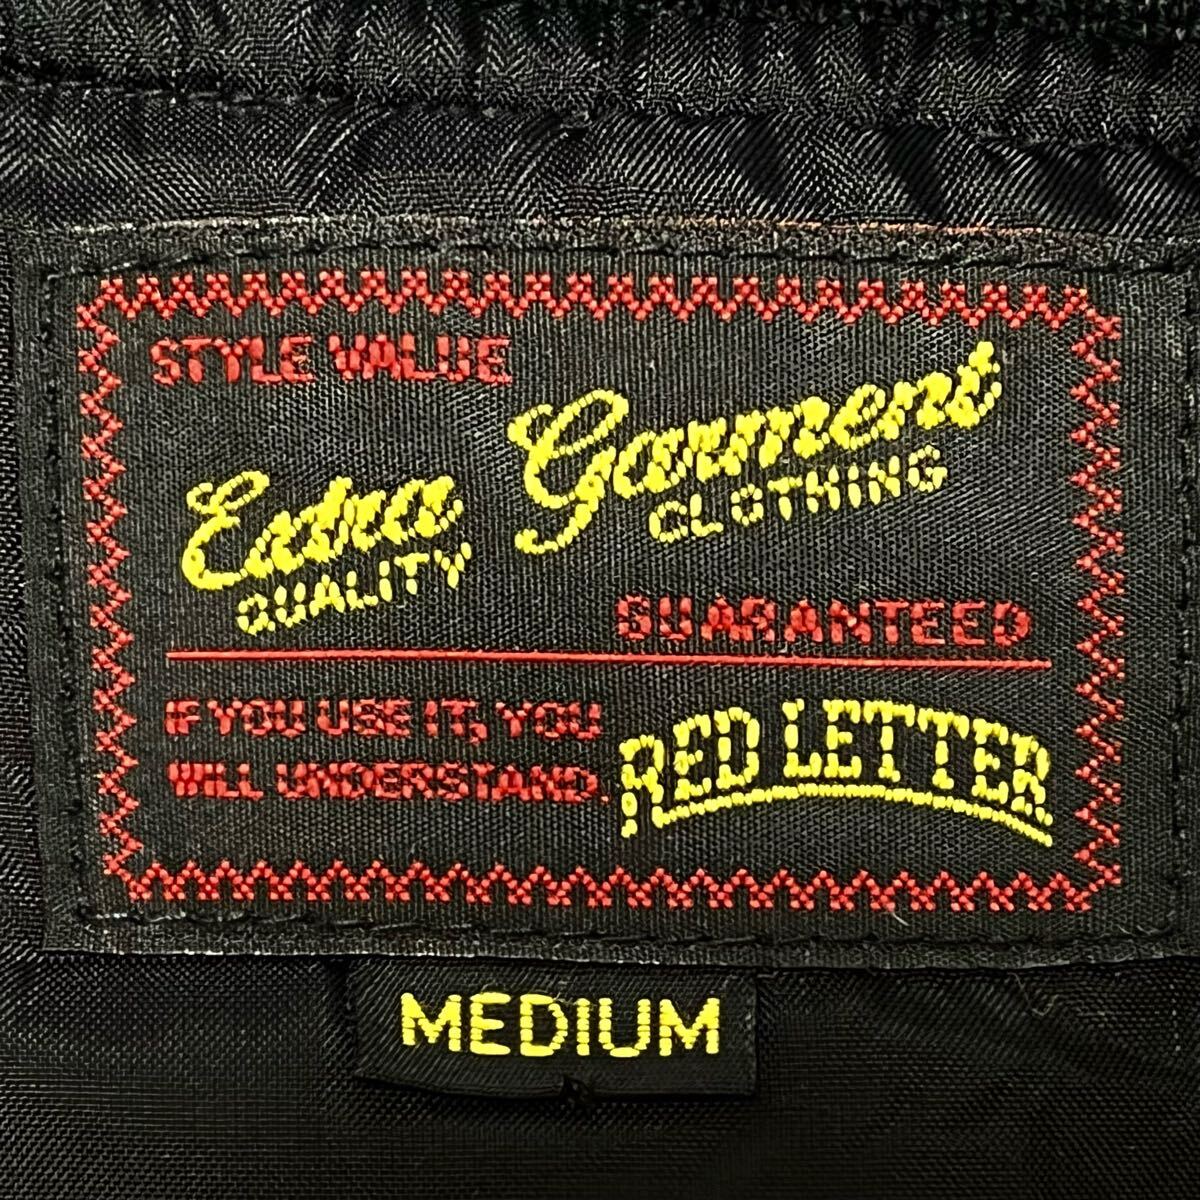 STYLE VALUE
Extra
QUALITY
Garment
CLOTHING
GUARANTEED
IF YOU USE IT, YOU
WILL UNDERSTAND.
RED LETTER
MEDIUM